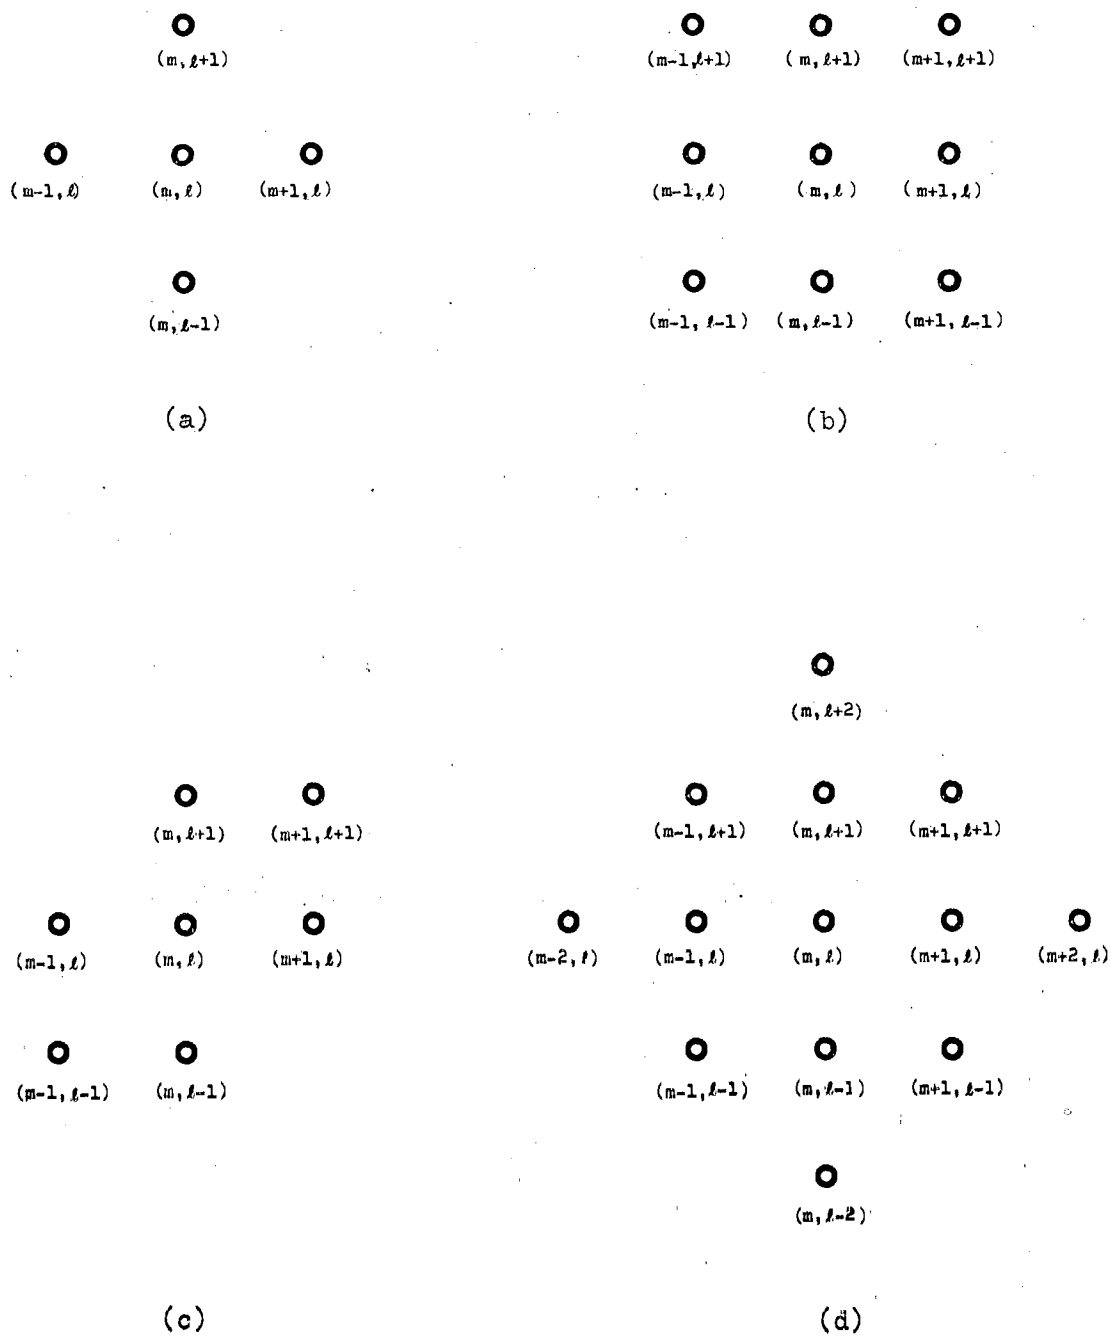 (m, ℓ+1)
(m-1, ℓ) (m, ℓ) (m+1, ℓ)
(m, ℓ-1)
(a)
(m-1, ℓ+1) (m, ℓ+1) (m+1, ℓ+1)
(m-1, ℓ) (m, ℓ) (m+1, ℓ)
(m-1, ℓ-1) (m, ℓ-1) (m+1, ℓ-1)
(b)
(m, ℓ+1) (m+1, ℓ+1)
(m-1, ℓ) (m, ℓ) (m+1, ℓ)
(m-1, ℓ-1) (m, ℓ-1)
(c)
(m, ℓ+2)
(m-1, ℓ+1) (m, ℓ+1) (m+1, ℓ+1)
(m-2, ℓ) (m-1, ℓ) (m, ℓ) (m+1, ℓ) (m+2, ℓ)
(m-1, ℓ-1) (m, ℓ-1) (m+1, ℓ-1)
(m, ℓ-2)
(d)